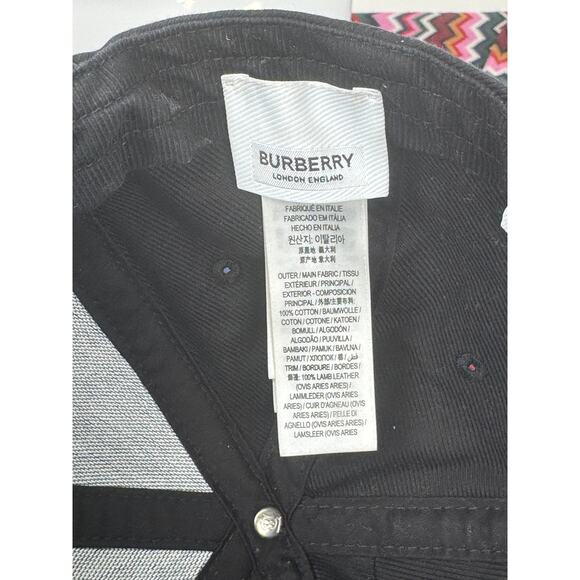 BURBERRY
LONDON ENGLAND
FABRIQUÉ EN ITALIE
FABRICADO EM ITÁLIA
HECHO EN ITALIA
원산지: 이탈리아
原產地 義大利
原产地 意大利
OUTER / MAIN FABRIC / TISSU
EXTÉRIEUR / PRINCIPAL /
EXTERIOR - COMPOSICION
PRINCIPAL / 外部 / 主要布料:
100% COTTON / BAUMWOLLE /
COTON / COTONE / KATOEN /
BOMULL / ALGODÓN /
ALGODÃO / PUUVILLA /
BAMBAKI / PAMUK / BAVLNA /
PAMUT / ХЛОПОК / 棉 / قطن /
TRIM / BORDURE / BORDES /
條邊: 100% LAMB LEATHER
(OVIS ARIES ARIES) /
LAMMLEDER (OVIS ARIES
ARIES) / CUIR D'AGNEAU (OVIS
ARIES ARIES) / PELLE DI
AGNELLO (OVIS ARIES ARIES) /
LAMSLEER (OVIS ARIES